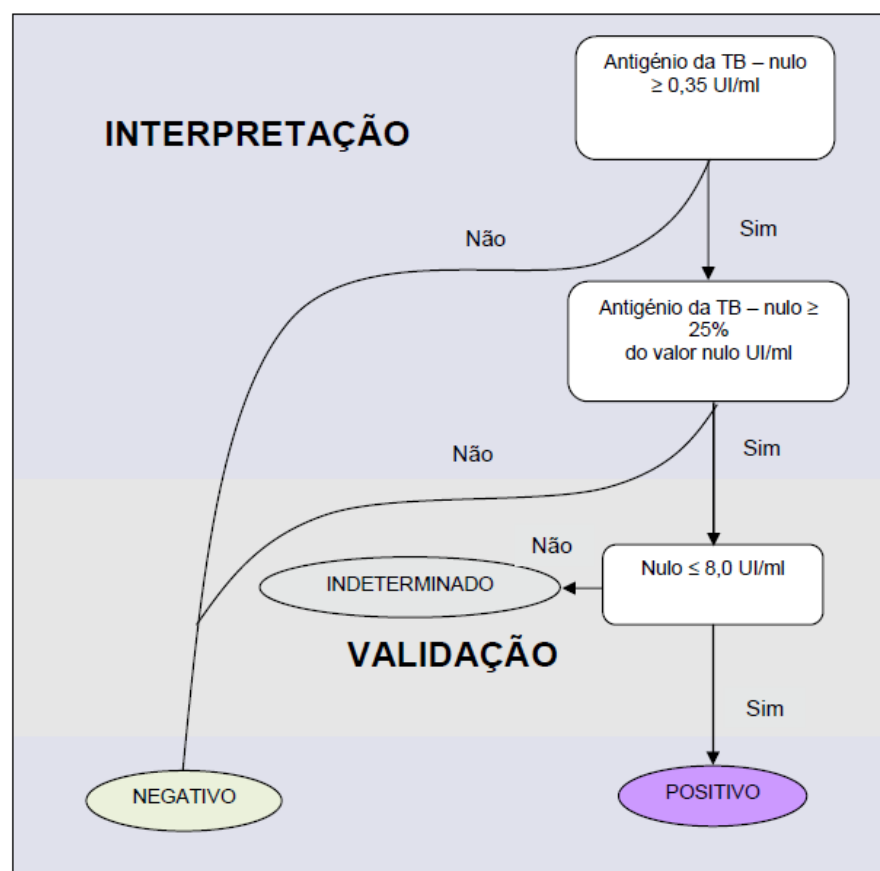 Antigénio da TB – nulo
≥ 0,35 UI/ml
INTERPRETAÇÃO
Não
Sim
Antigénio da TB – nulo ≥
25%
do valor nulo UI/ml
Não
Sim
Não
Nulo ≤ 8,0 UI/ml
INDETERMINADO
VALIDAÇÃO
Sim
NEGATIVO
POSITIVO